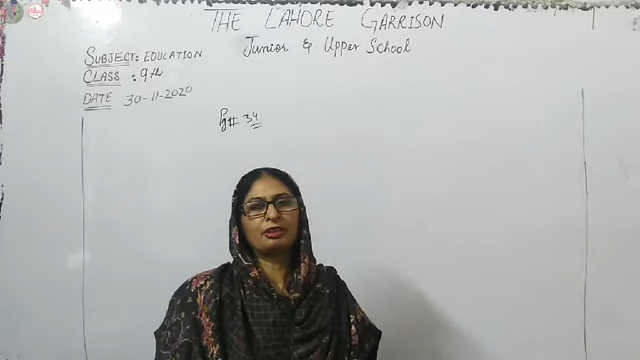 THE LAHORE GARRISON
Junior & Upper School
SUBJECT: EDUCATION
CLASS : 9th
DATE 30-11-2020
Pg# 34